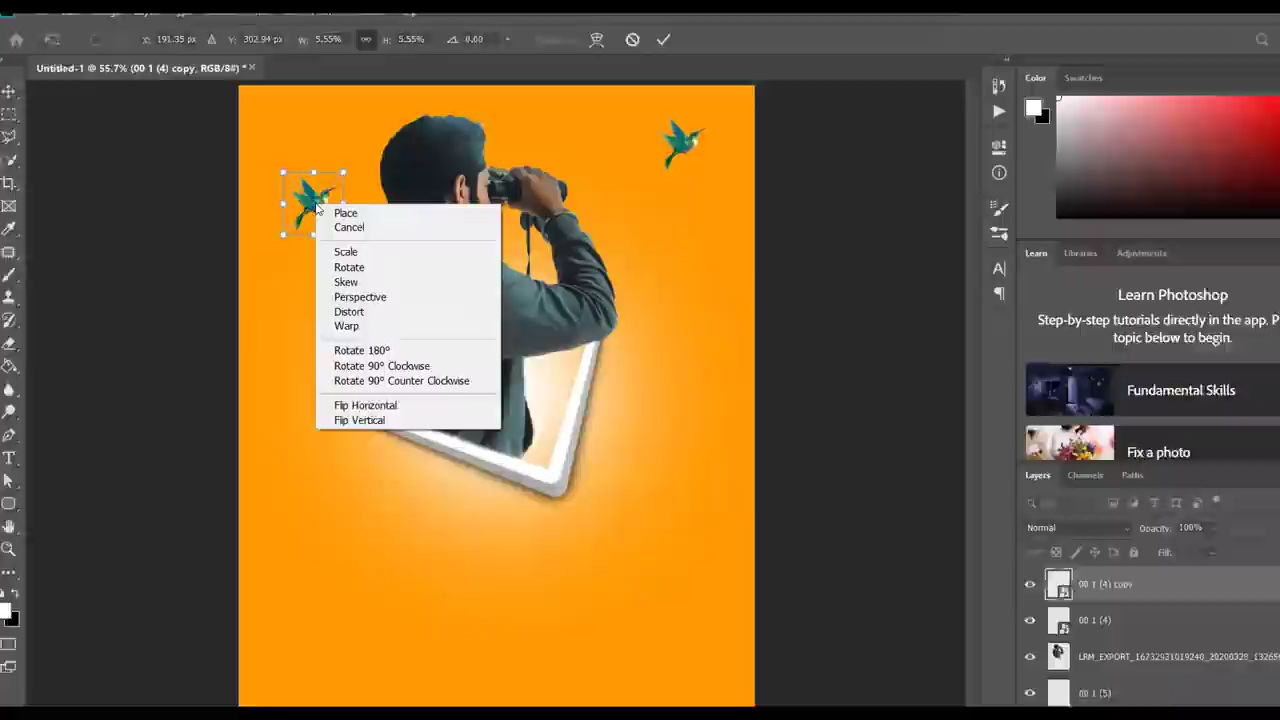 X: 191.35 px
Y: 302.94 px
W: 5.55%
H: 5.55%
0.00
Untitled-1 @ 55.7% (00 1 (4) copy, RGB/8#) *
Color
Swatches
Place
Cancel
Scale
Rotate
Skew
Perspective
Distort
Warp
Rotate 180°
Rotate 90° Clockwise
Rotate 90° Counter Clockwise
Flip Horizontal
Flip Vertical
Learn
Libraries
Adjustments
Learn Photoshop
Step-by-step tutorials directly in the app. P
topic below to begin.
Fundamental Skills
Fix a photo
Layers
Channels
Paths
Normal
Opacity: 100%
Fill:
00 1 (4) copy
00 1 (4)
00 1 (5)